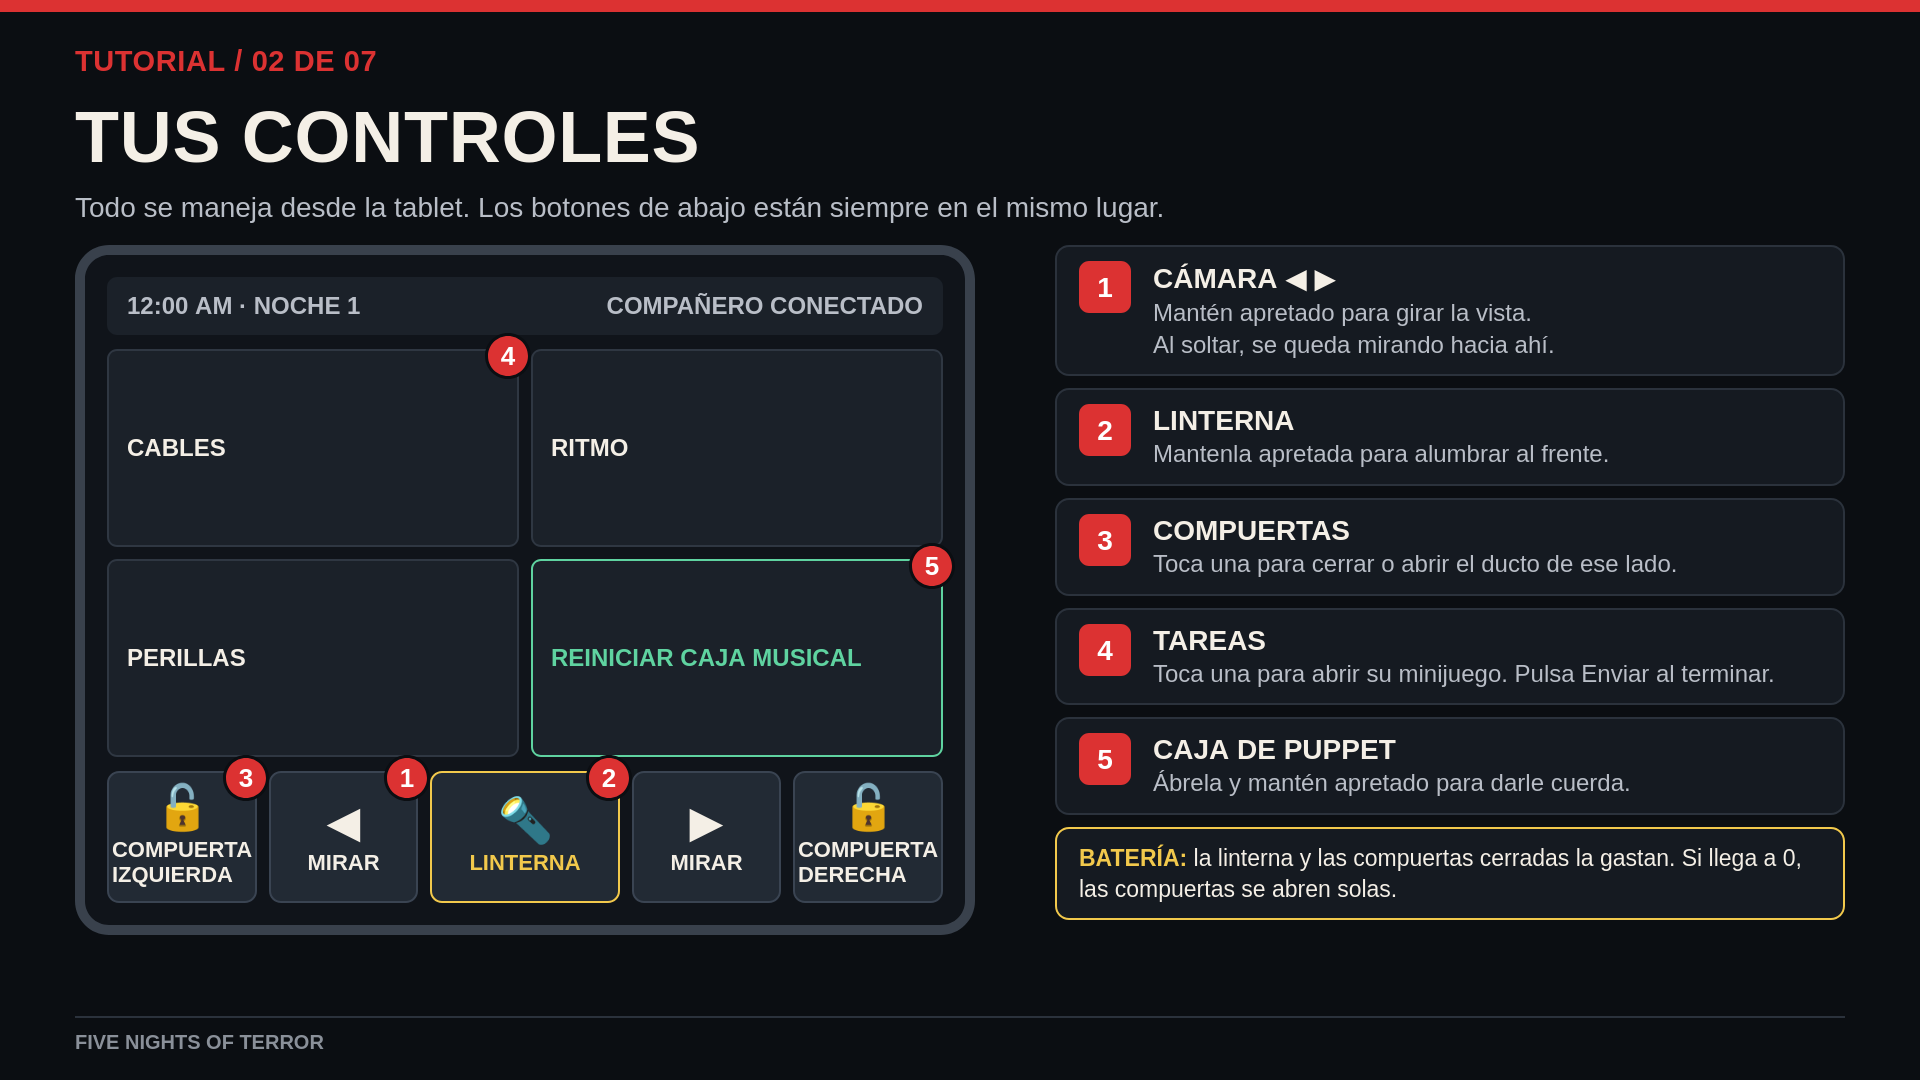 TUTORIAL / 02 DE 07
TUS CONTROLES
Todo se maneja desde la tablet. Los botones de abajo están siempre en el mismo lugar.
12:00 AM · NOCHE 1
COMPAÑERO CONECTADO
4
CABLES
RITMO
5
PERILLAS
REINICIAR CAJA MUSICAL
3
1
2
COMPUERTA
IZQUIERDA
◀
MIRAR
LINTERNA
▶
MIRAR
COMPUERTA
DERECHA
1
CÁMARA ◀ ▶
Mantén apretado para girar la vista.
Al soltar, se queda mirando hacia ahí.
2
LINTERNA
Mantenla apretada para alumbrar al frente.
3
COMPUERTAS
Toca una para cerrar o abrir el ducto de ese lado.
4
TAREAS
Toca una para abrir su minijuego. Pulsa Enviar al terminar.
5
CAJA DE PUPPET
Ábrela y mantén apretado para darle cuerda.
BATERÍA: la linterna y las compuertas cerradas la gastan. Si llega a 0,
las compuertas se abren solas.
FIVE NIGHTS OF TERROR